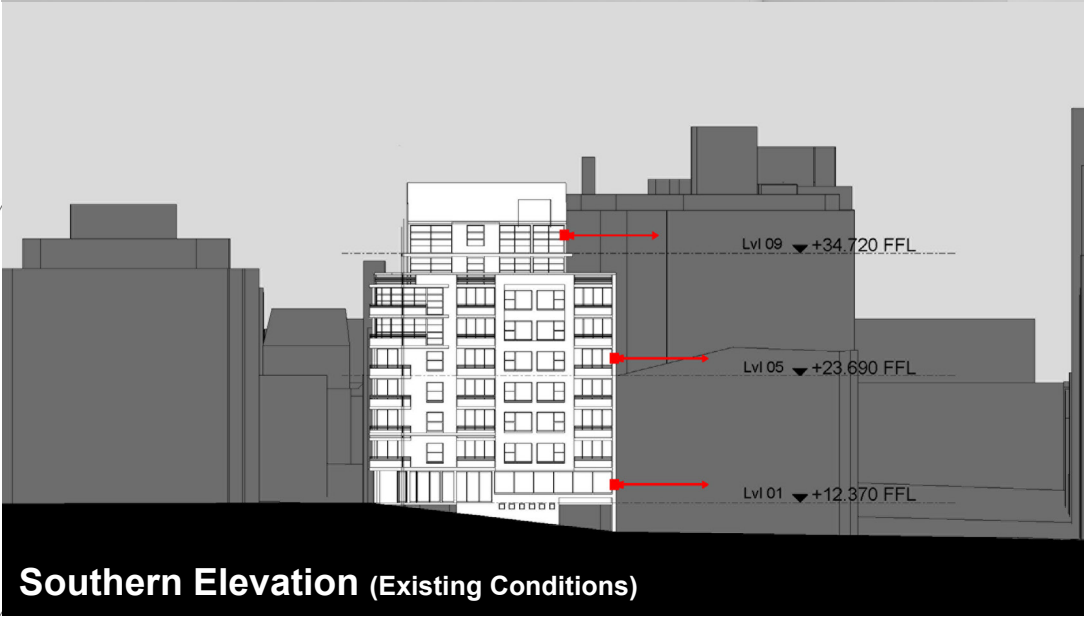 Lvl 09 +34.720 FFL
Lvl 05 +23.690 FFL
Lvl 01 +12.370 FFL
Southern Elevation (Existing Conditions)